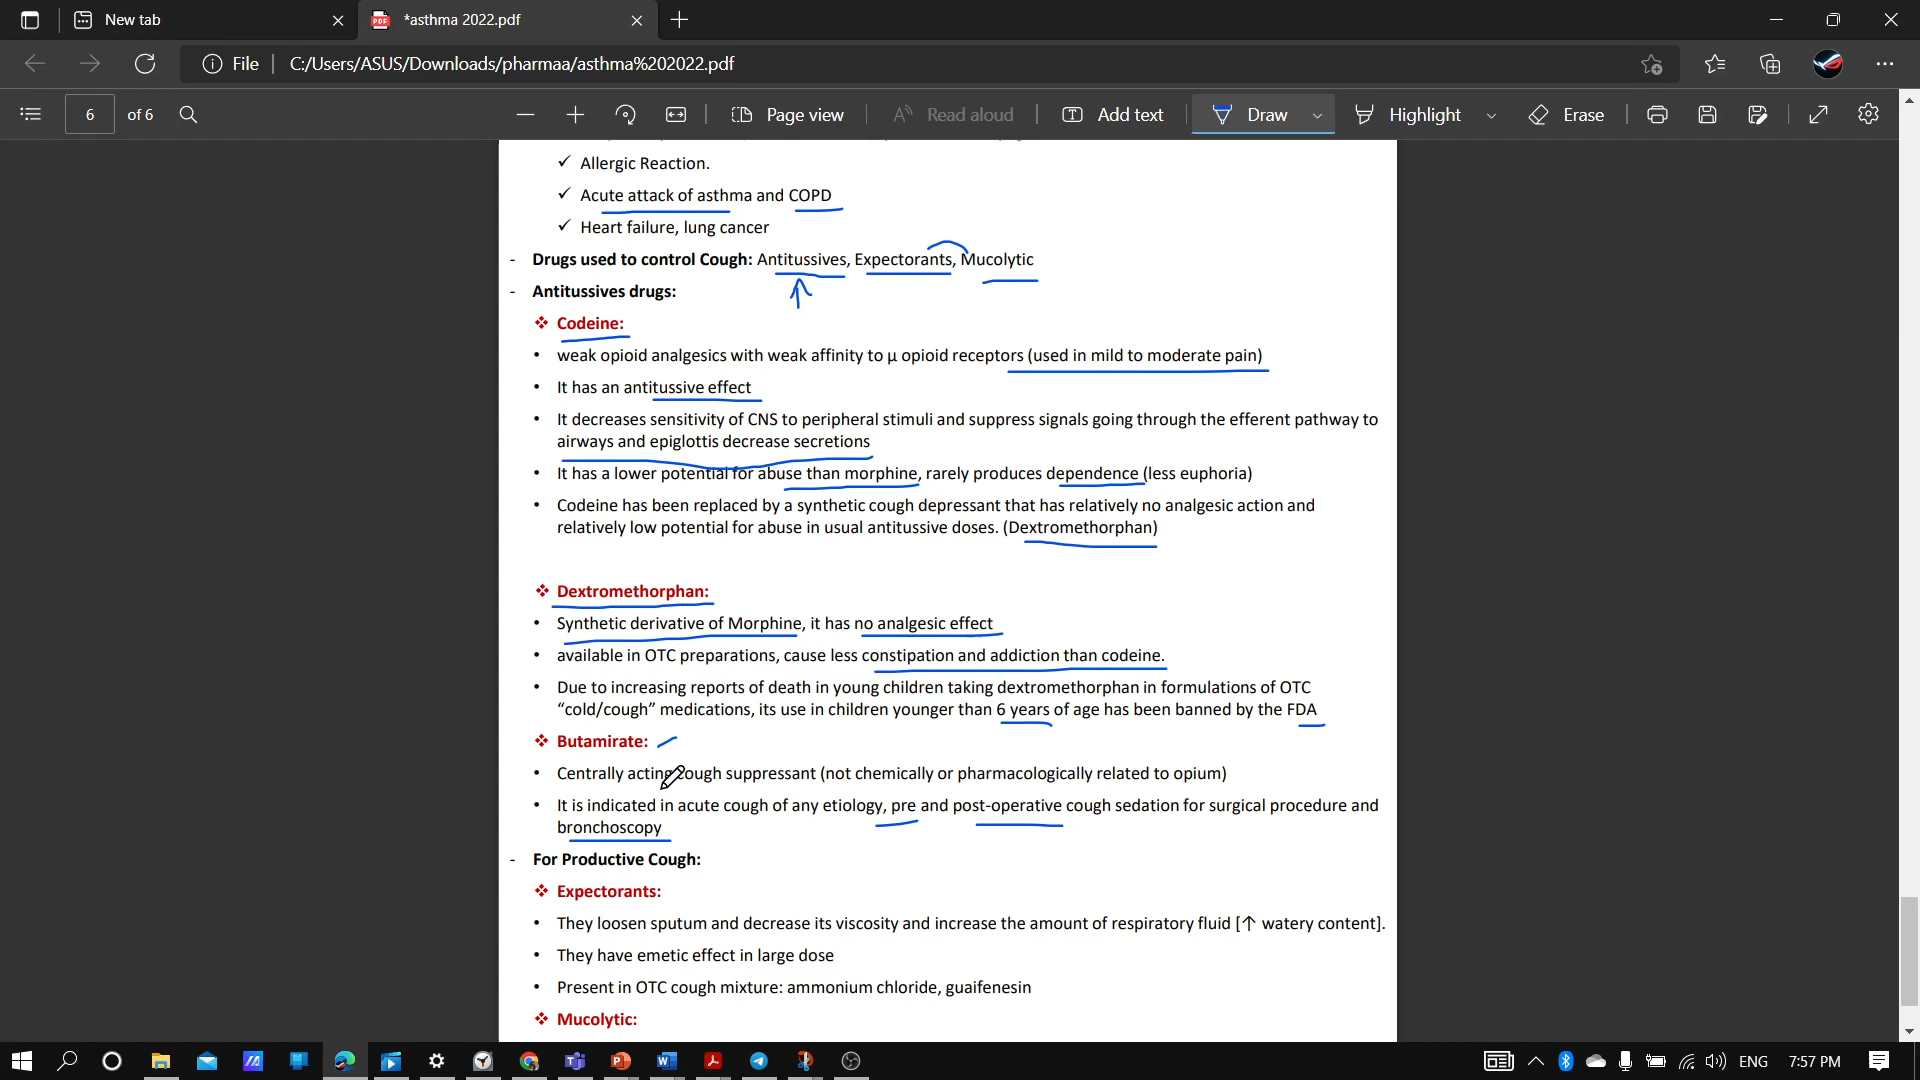 New tab
*asthma 2022.pdf
File
C:/Users/ASUS/Downloads/pharmaa/asthma%202022.pdf
6 of 6
Page view
Read aloud
Add text
Draw
Highlight
Erase
✓ Allergic Reaction.
✓ Acute attack of asthma and COPD
✓ Heart failure, lung cancer
- Drugs used to control Cough: Antitussives, Expectorants, Mucolytic
- Antitussives drugs:
❖ Codeine:
• weak opioid analgesics with weak affinity to µ opioid receptors (used in mild to moderate pain)
• It has an antitussive effect
• It decreases sensitivity of CNS to peripheral stimuli and suppress signals going through the efferent pathway to
airways and epiglottis decrease secretions
• It has a lower potential for abuse than morphine, rarely produces dependence (less euphoria)
• Codeine has been replaced by a synthetic cough depressant that has relatively no analgesic action and
relatively low potential for abuse in usual antitussive doses. (Dextromethorphan)
❖ Dextromethorphan:
• Synthetic derivative of Morphine, it has no analgesic effect
• available in OTC preparations, cause less constipation and addiction than codeine.
• Due to increasing reports of death in young children taking dextromethorphan in formulations of OTC
“cold/cough” medications, its use in children younger than 6 years of age has been banned by the FDA
❖ Butamirate:
• Centrally acting cough suppressant (not chemically or pharmacologically related to opium)
• It is indicated in acute cough of any etiology, pre and post-operative cough sedation for surgical procedure and
bronchoscopy
- For Productive Cough:
❖ Expectorants:
• They loosen sputum and decrease its viscosity and increase the amount of respiratory fluid [↑ watery content].
• They have emetic effect in large dose
• Present in OTC cough mixture: ammonium chloride, guaifenesin
❖ Mucolytic:
ENG
7:57 PM